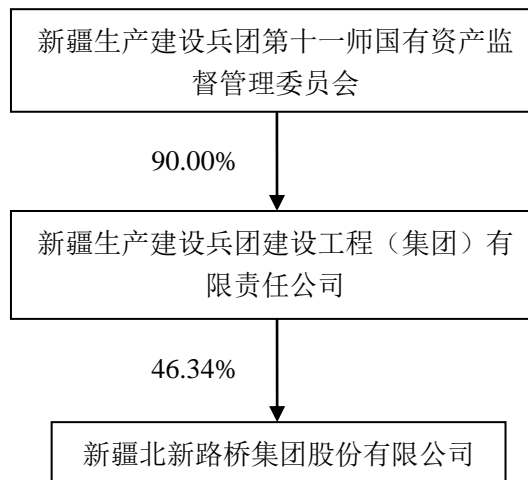 新疆生产建设兵团第十一师国有资产监
督管理委员会
90.00%
新疆生产建设兵团建设工程（集团）有
限责任公司
46.34%
新疆北新路桥集团股份有限公司